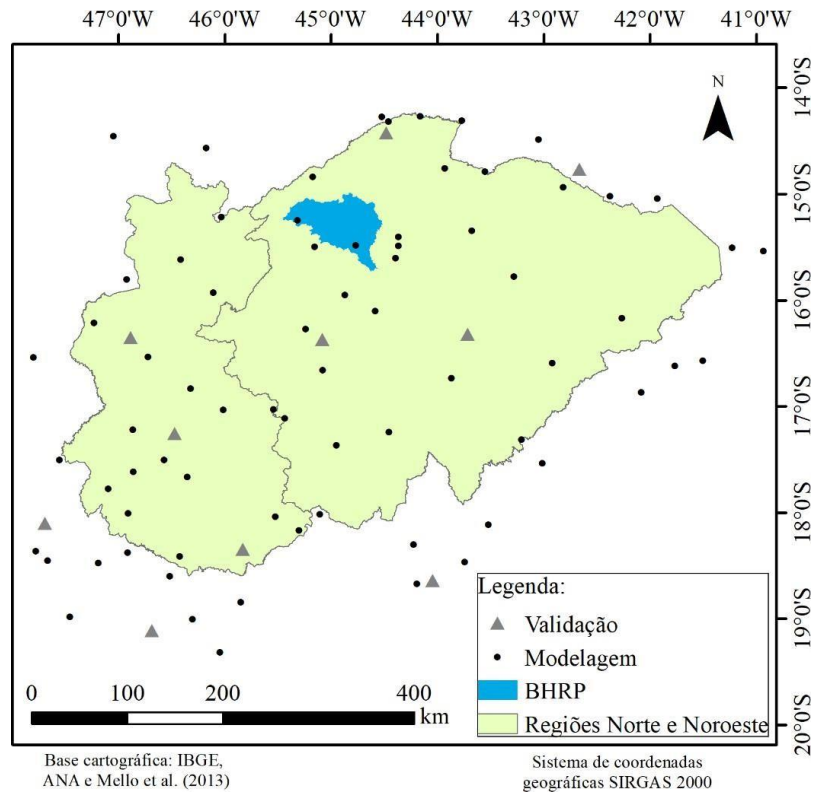 47°0'W 46°0'W 45°0'W 44°0'W 43°0'W 42°0'W 41°0'W
14°0'S
15°0'S
16°0'S
17°0'S
18°0'S
19°0'S
20°0'S
N
Legenda:
Validação
Modelagem
BHRP
Regiões Norte e Noroeste
0 100 200 400
km
Base cartográfica: IBGE,
ANA e Mello et al. (2013)
Sistema de coordenadas
geográficas SIRGAS 2000